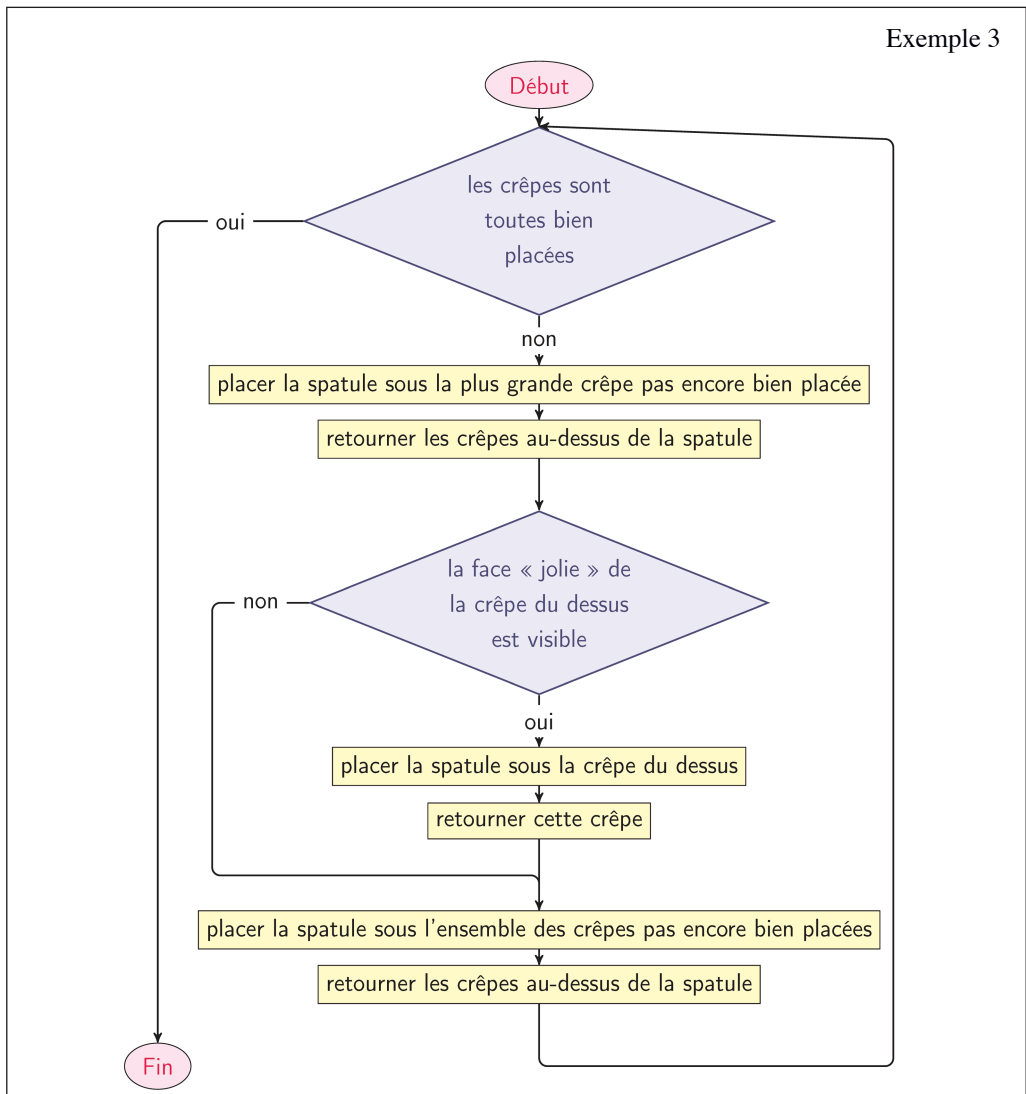 Exemple 3
Début
les crêpes sont
toutes bien
placées
oui
non
placer la spatule sous la plus grande crêpe pas encore bien placée
retourner les crêpes au-dessus de la spatule
la face « jolie » de
la crêpe du dessus
est visible
non
oui
placer la spatule sous la crêpe du dessus
retourner cette crêpe
placer la spatule sous l'ensemble des crêpes pas encore bien placées
retourner les crêpes au-dessus de la spatule
Fin